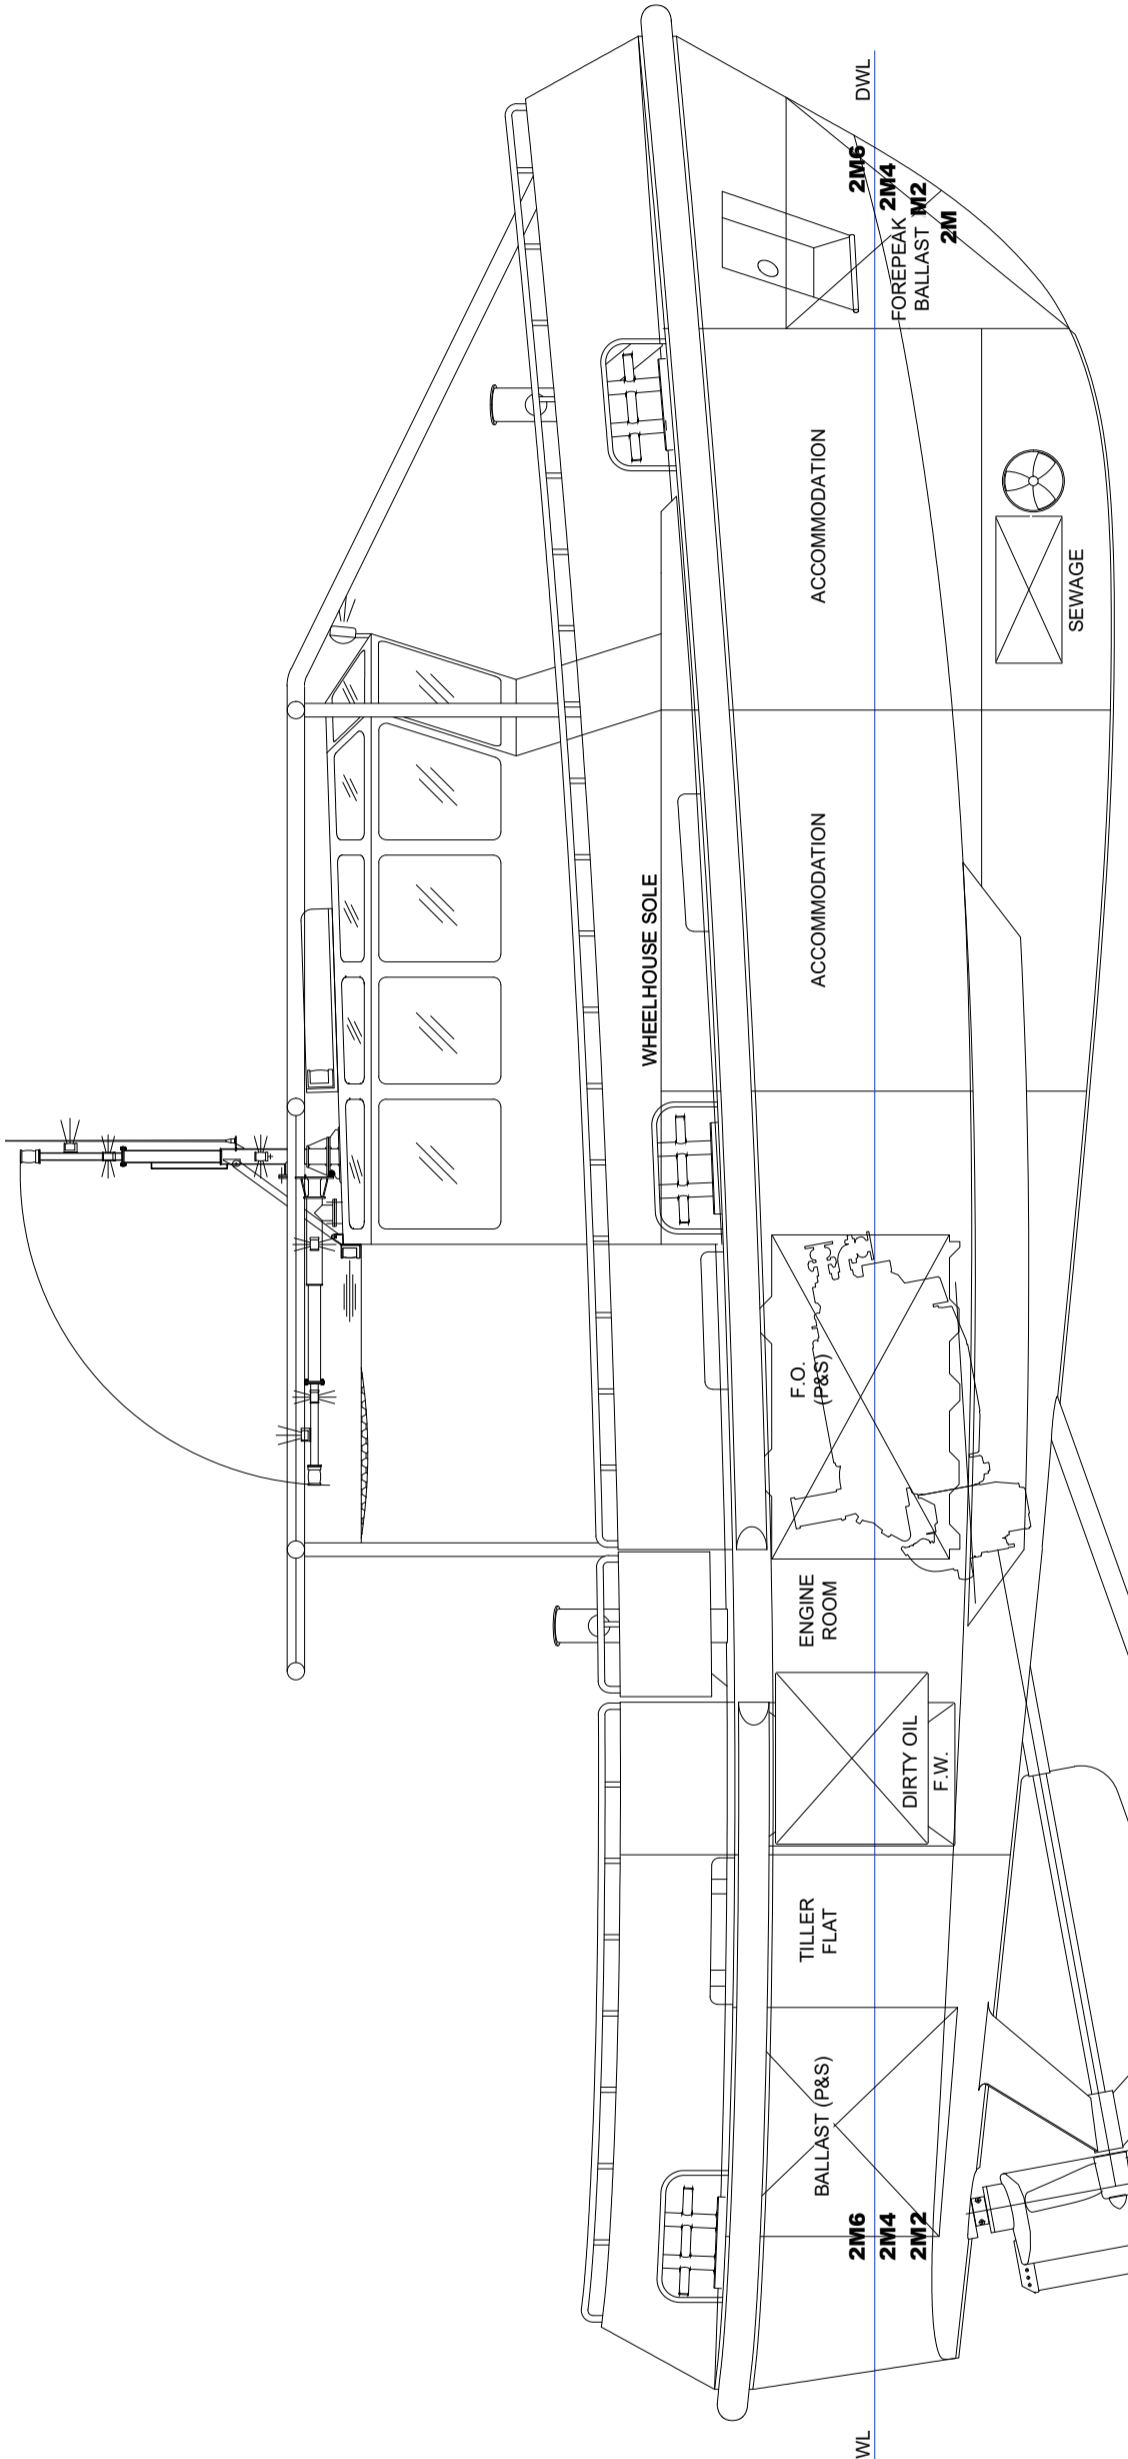 WHEELHOUSE SOLE
WL
BALLAST (P&S)
2M6
2M4
2M2
TILLER
FLAT
DIRTY OIL
F.W.
ENGINE
ROOM
F.O.
(P&S)
ACCOMMODATION
ACCOMMODATION
SEWAGE
FOREPEAK
BALLAST
2M6
2M4
M2
2M
DWL